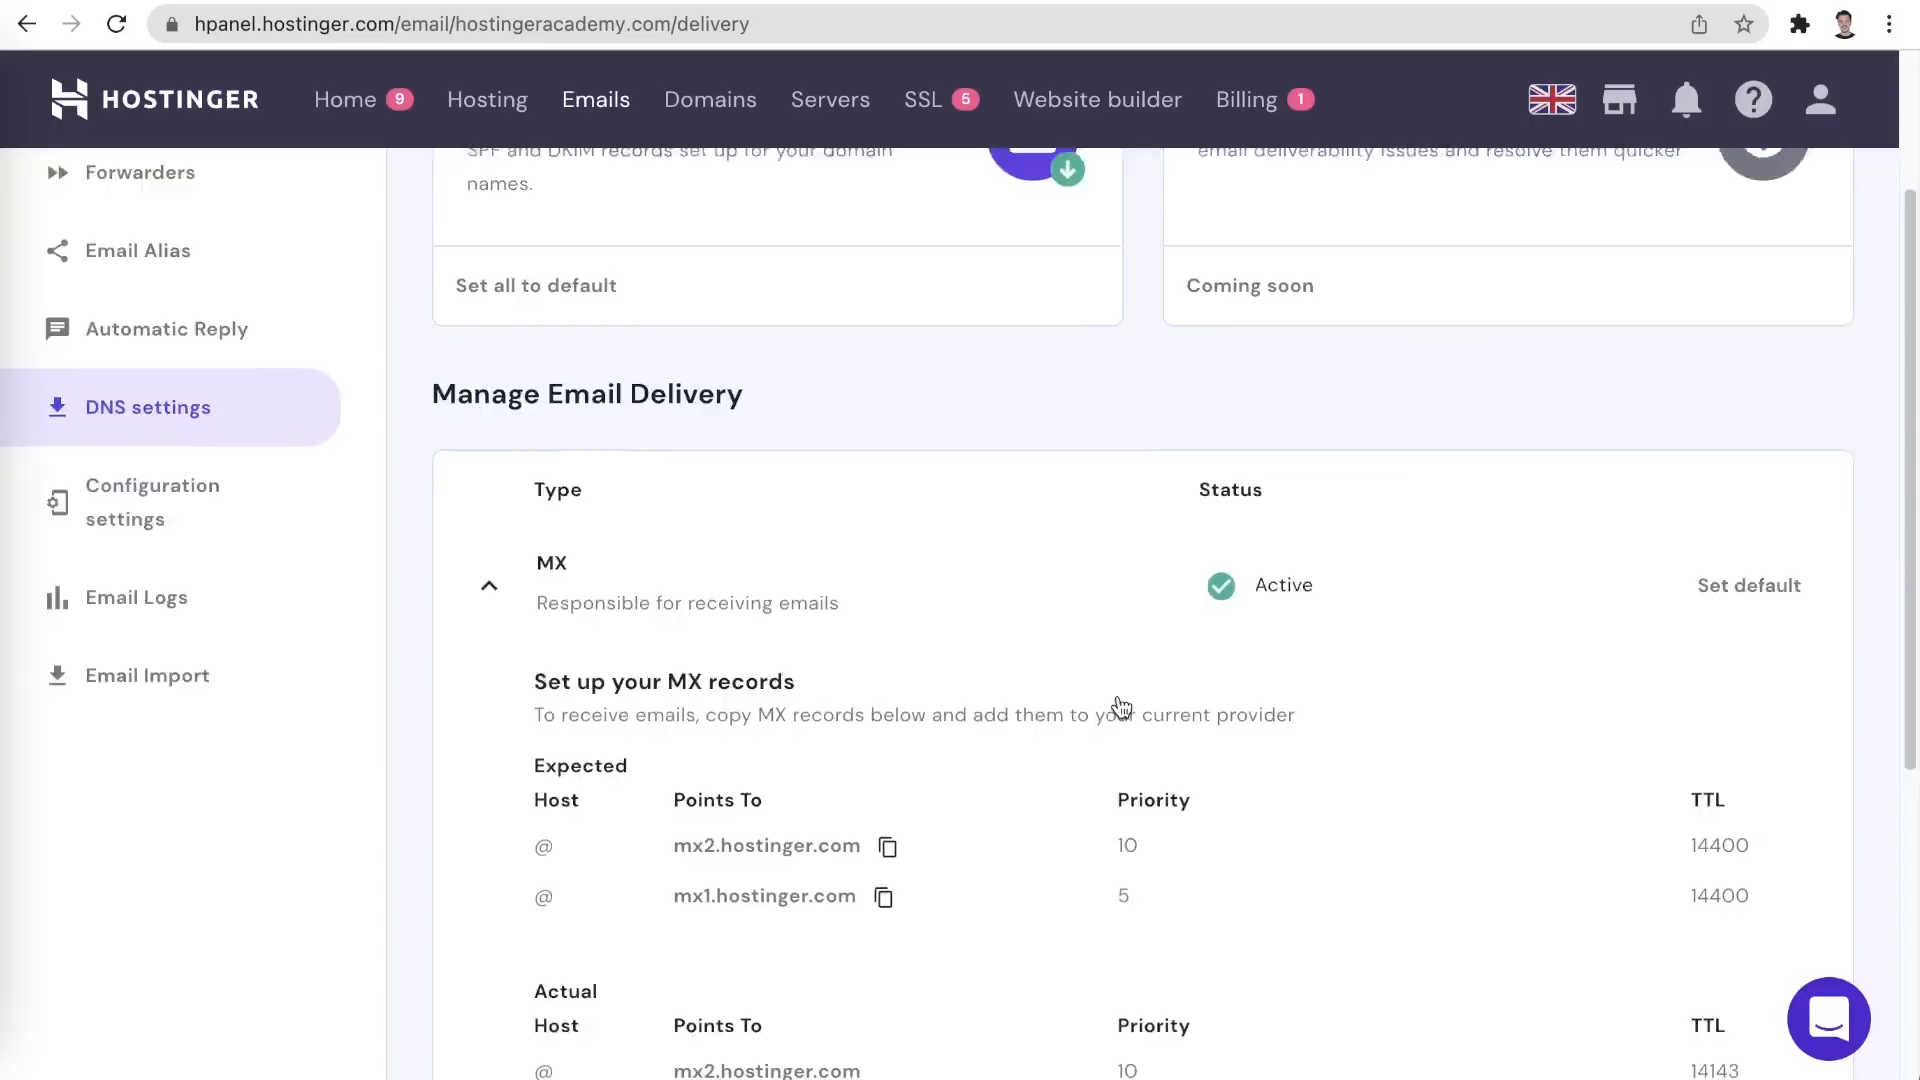 hpanel.hostinger.com/email/hostingeracademy.com/delivery
HOSTINGER
Home 9
Hosting
Emails
Domains
Servers
SSL 5
Website builder
Billing 1
Forwarders
Email Alias
Automatic Reply
DNS settings
Configuration
settings
Email Logs
Email Import
SPF and DKIM records set up for your domain
names.
Set all to default
email deliverability issues and resolve them quicker
Coming soon
Manage Email Delivery
Type Status
MX
Responsible for receiving emails
Active
Set default
Set up your MX records
To receive emails, copy MX records below and add them to your current provider
Expected
Host Points To Priority TTL
@ mx2.hostinger.com 10 14400
@ mx1.hostinger.com 5 14400
Actual
Host Points To Priority TTL
@ mx2.hostinger.com 10 14143